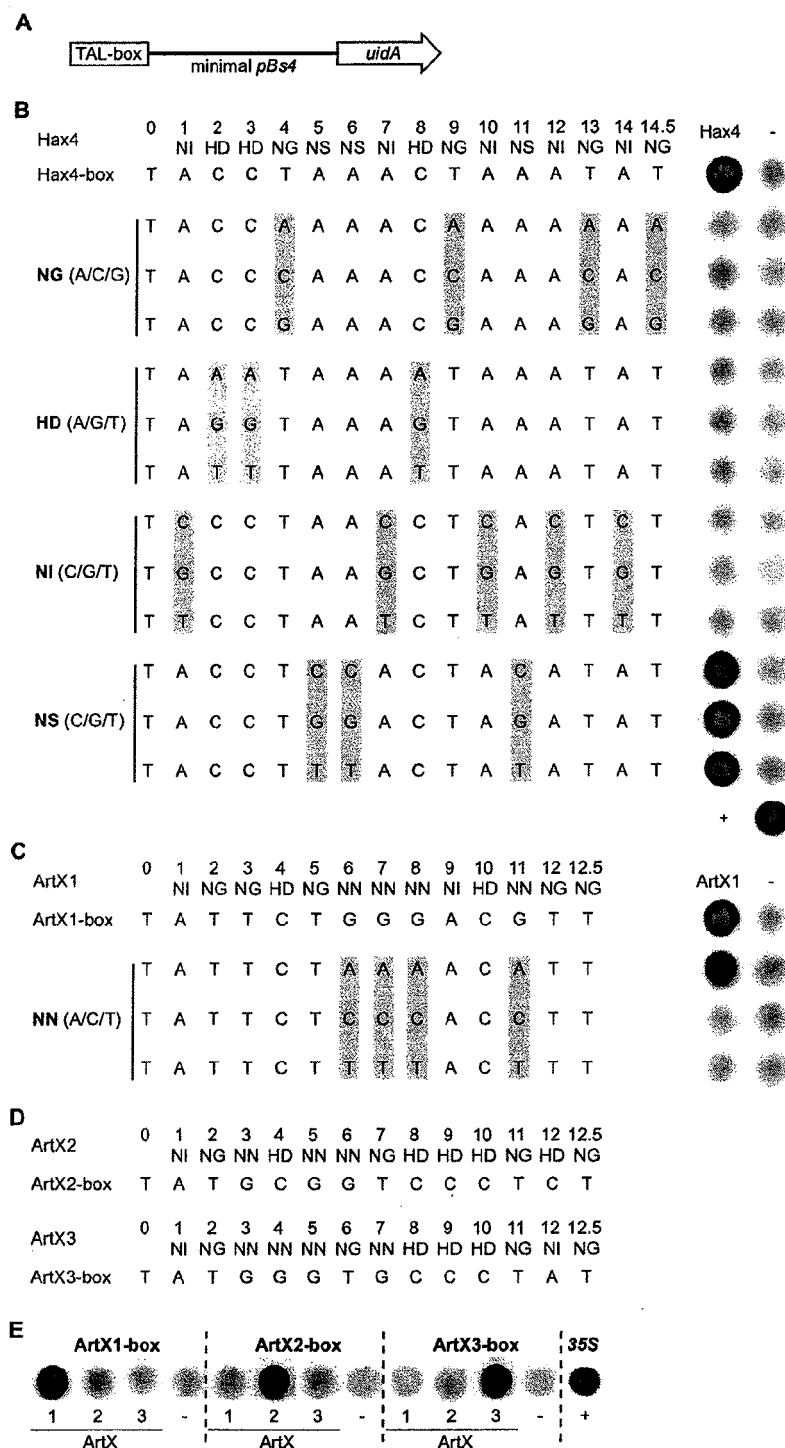 A
TAL-box minimal pBs4 uidA
B
0 1 2 3 4 5 6 7 8 9 10 11 12 13 14 14.5 Hax4 -
Hax4 NI HD HD NG NS NS NI HD NG NI NS NI NG NI NG
Hax4-box T A C C T A A A C T A A A T A T
T A C C A A A A C A A A A A A A
NG (A/C/G) T A C C C A A A C C A A A C A C
T A C C G A A A C G A A A G A G
T A A A T A A A A T A A A T A T
HD (A/G/T) T A G G T A A A G T A A A T A T
T A T T T A A A T T A A A T A T
T C C C T A A C C T C A C T C T
NI (C/G/T) T G C C T A A G C T G A G T G T
T T C C T A A T C T T A T T T T
T A C C T C C A C T A C A T A T
NS (C/G/T) T A C C T G G A C T A G A T A T
T A C C T T T A C T A T A T A T
+
C
0 1 2 3 4 5 6 7 8 9 10 11 12 12.5
ArtX1 NI NG NG HD NG NN NN NN NI HD NN NG NG ArtX1 -
ArtX1-box T A T T C T G G G A C G T T
T A T T C T A A A A C A T T
NN (A/C/T) T A T T C T C C C A C C T T
T A T T C T T T T A C T T T
D
0 1 2 3 4 5 6 7 8 9 10 11 12 12.5
ArtX2 NI NG NN HD NN NN NG HD HD HD NG HD NG
ArtX2-box T A T G C G G T C C C T C T
0 1 2 3 4 5 6 7 8 9 10 11 12 12.5
ArtX3 NI NG NN NN NN NG NN HD HD HD NG NI NG
ArtX3-box T A T G G G T G C C C T A T
E
ArtX1-box ArtX2-box ArtX3-box 35S
1 2 3 - 1 2 3 - 1 2 3 - +
ArtX ArtX ArtX